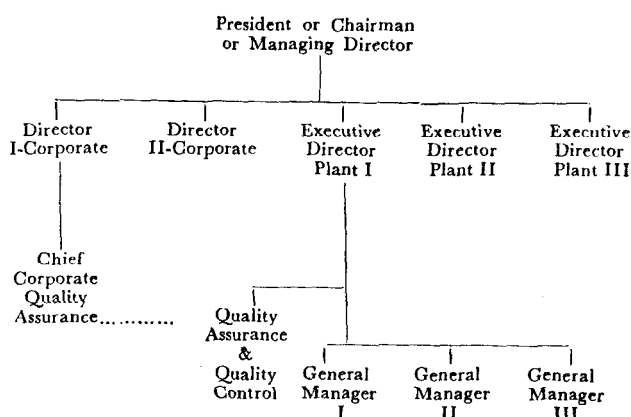 President or Chairman
or Managing Director
Director
I-Corporate
Director
II-Corporate
Executive
Director
Plant I
Executive
Director
Plant II
Executive
Director
Plant III
Chief
Corporate
Quality
Assurance.............
Quality
Assurance
&
Quality
Control
General
Manager
I
General
Manager
II
General
Manager
III